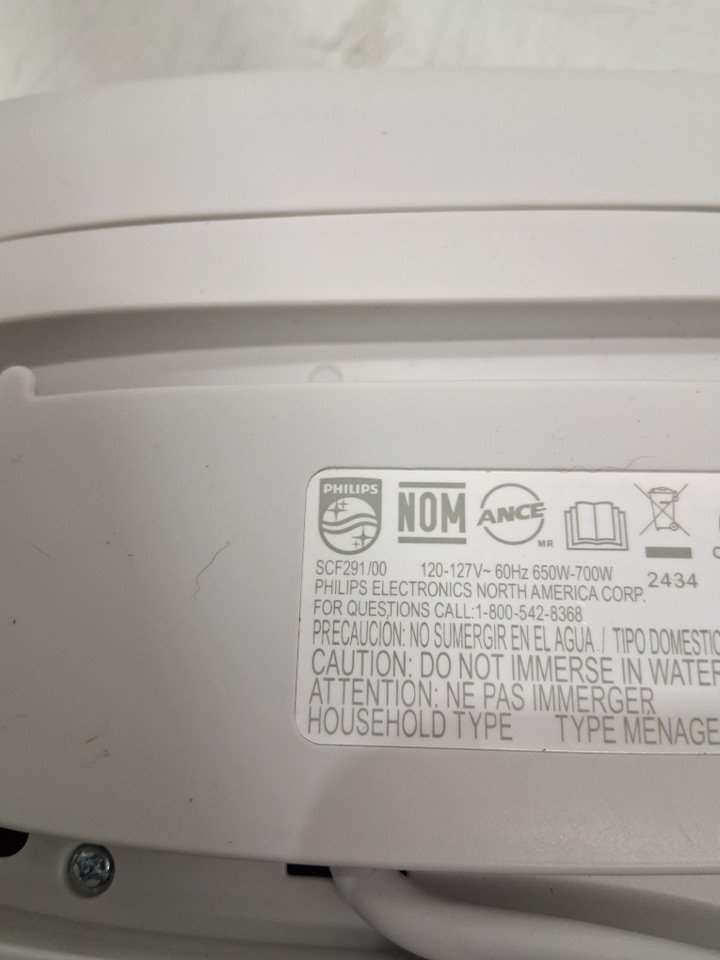 PHILIPS
NOM
ANCE
MR
SCF291/00 120-127V~ 60Hz 650W-700W
2434
PHILIPS ELECTRONICS NORTH AMERICA CORP.
FOR QUESTIONS CALL:1-800-542-8368
PRECAUCIÓN: NO SUMERGIR EN EL AGUA / TIPO DOMESTIC
CAUTION: DO NOT IMMERSE IN WATER
ATTENTION: NE PAS IMMERGER
HOUSEHOLD TYPE TYPE MÉNAGE